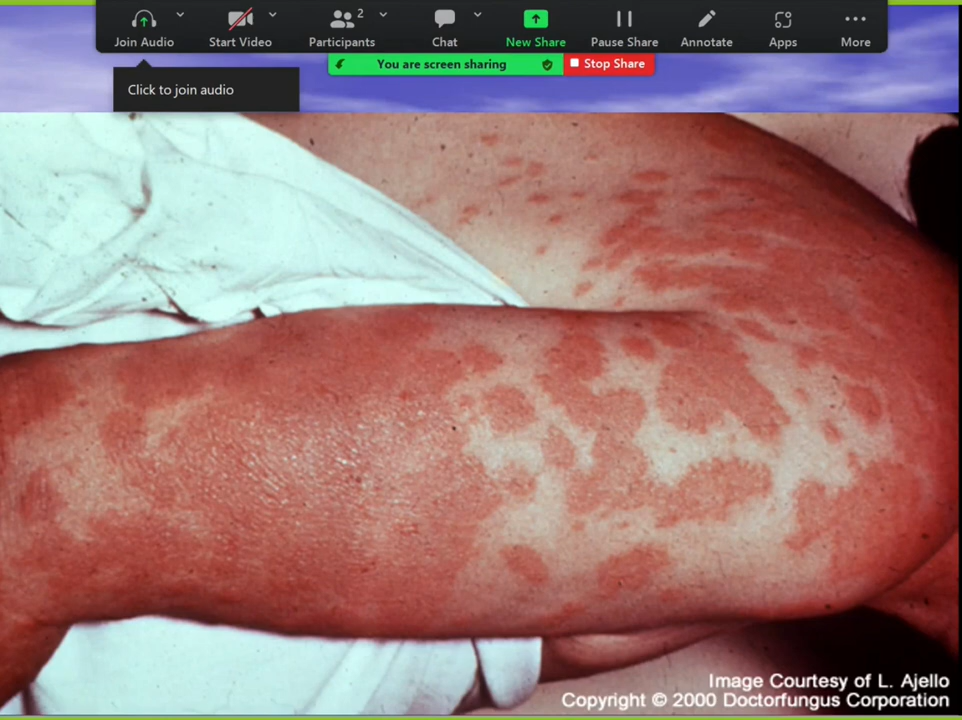 Join Audio
Start Video
Participants
2
Chat
New Share
Pause Share
Annotate
Apps
More
You are screen sharing
Stop Share
Click to join audio
Image Courtesy of L. Ajello
Copyright © 2000 Doctorfungus Corporation